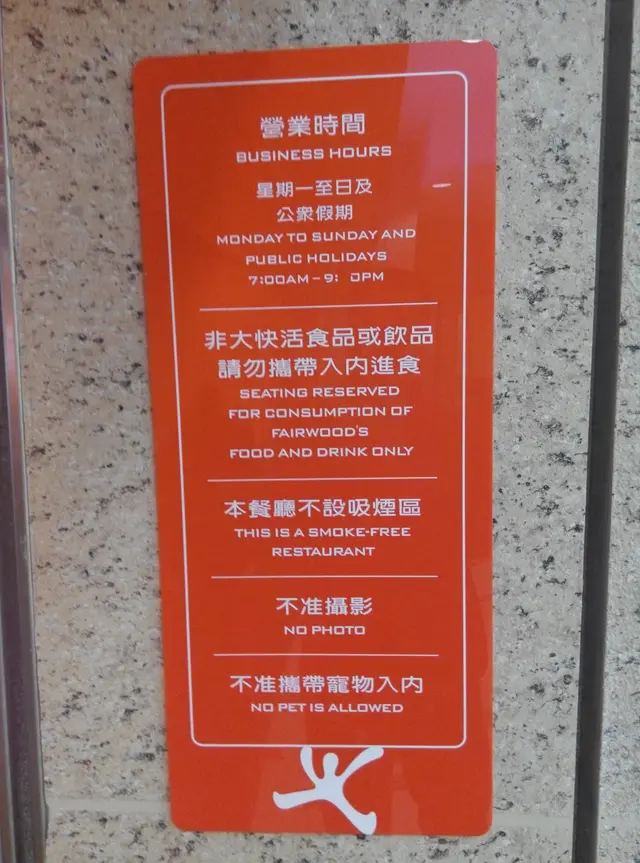 營業時間
BUSINESS HOURS
星期一至日及
公眾假期
MONDAY TO SUNDAY AND
PUBLIC HOLIDAYS
7:00AM - 9: 0PM
非大快活食品或飲品
請勿攜帶入內進食
SEATING RESERVED
FOR CONSUMPTION OF
FAIRWOOD'S
FOOD AND DRINK ONLY
本餐廳不設吸煙區
THIS IS A SMOKE-FREE
RESTAURANT
不准攝影
NO PHOTO
不准攜帶寵物入內
NO PET IS ALLOWED